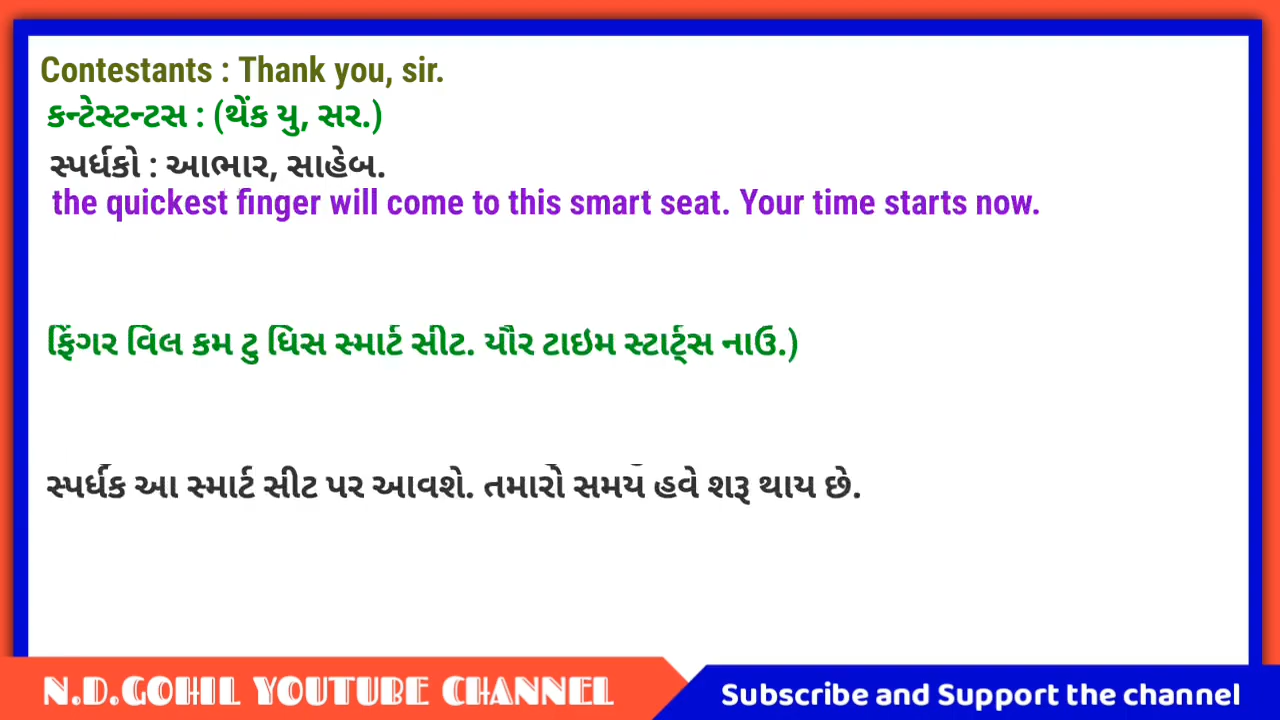 Contestants : Thank you, sir.
કન્ટેસ્ટન્ટસ : (થેંક યુ, સર.)
સ્પર્ધકો : આભાર, સાહેબ.
the quickest finger will come to this smart seat. Your time starts now.
ફિંગર વિલ કમ ટુ ધિસ સ્માર્ટ સીટ. યૌર ટાઇમ સ્ટાર્ટ્સ નાઉ.)
સ્પર્ધક આ સ્માર્ટ સીટ પર આવશે. તમારો સમય હવે શરૂ થાય છે.
N.D.GOHIL YOUTUBE CHANNEL
Subscribe and Support the channel